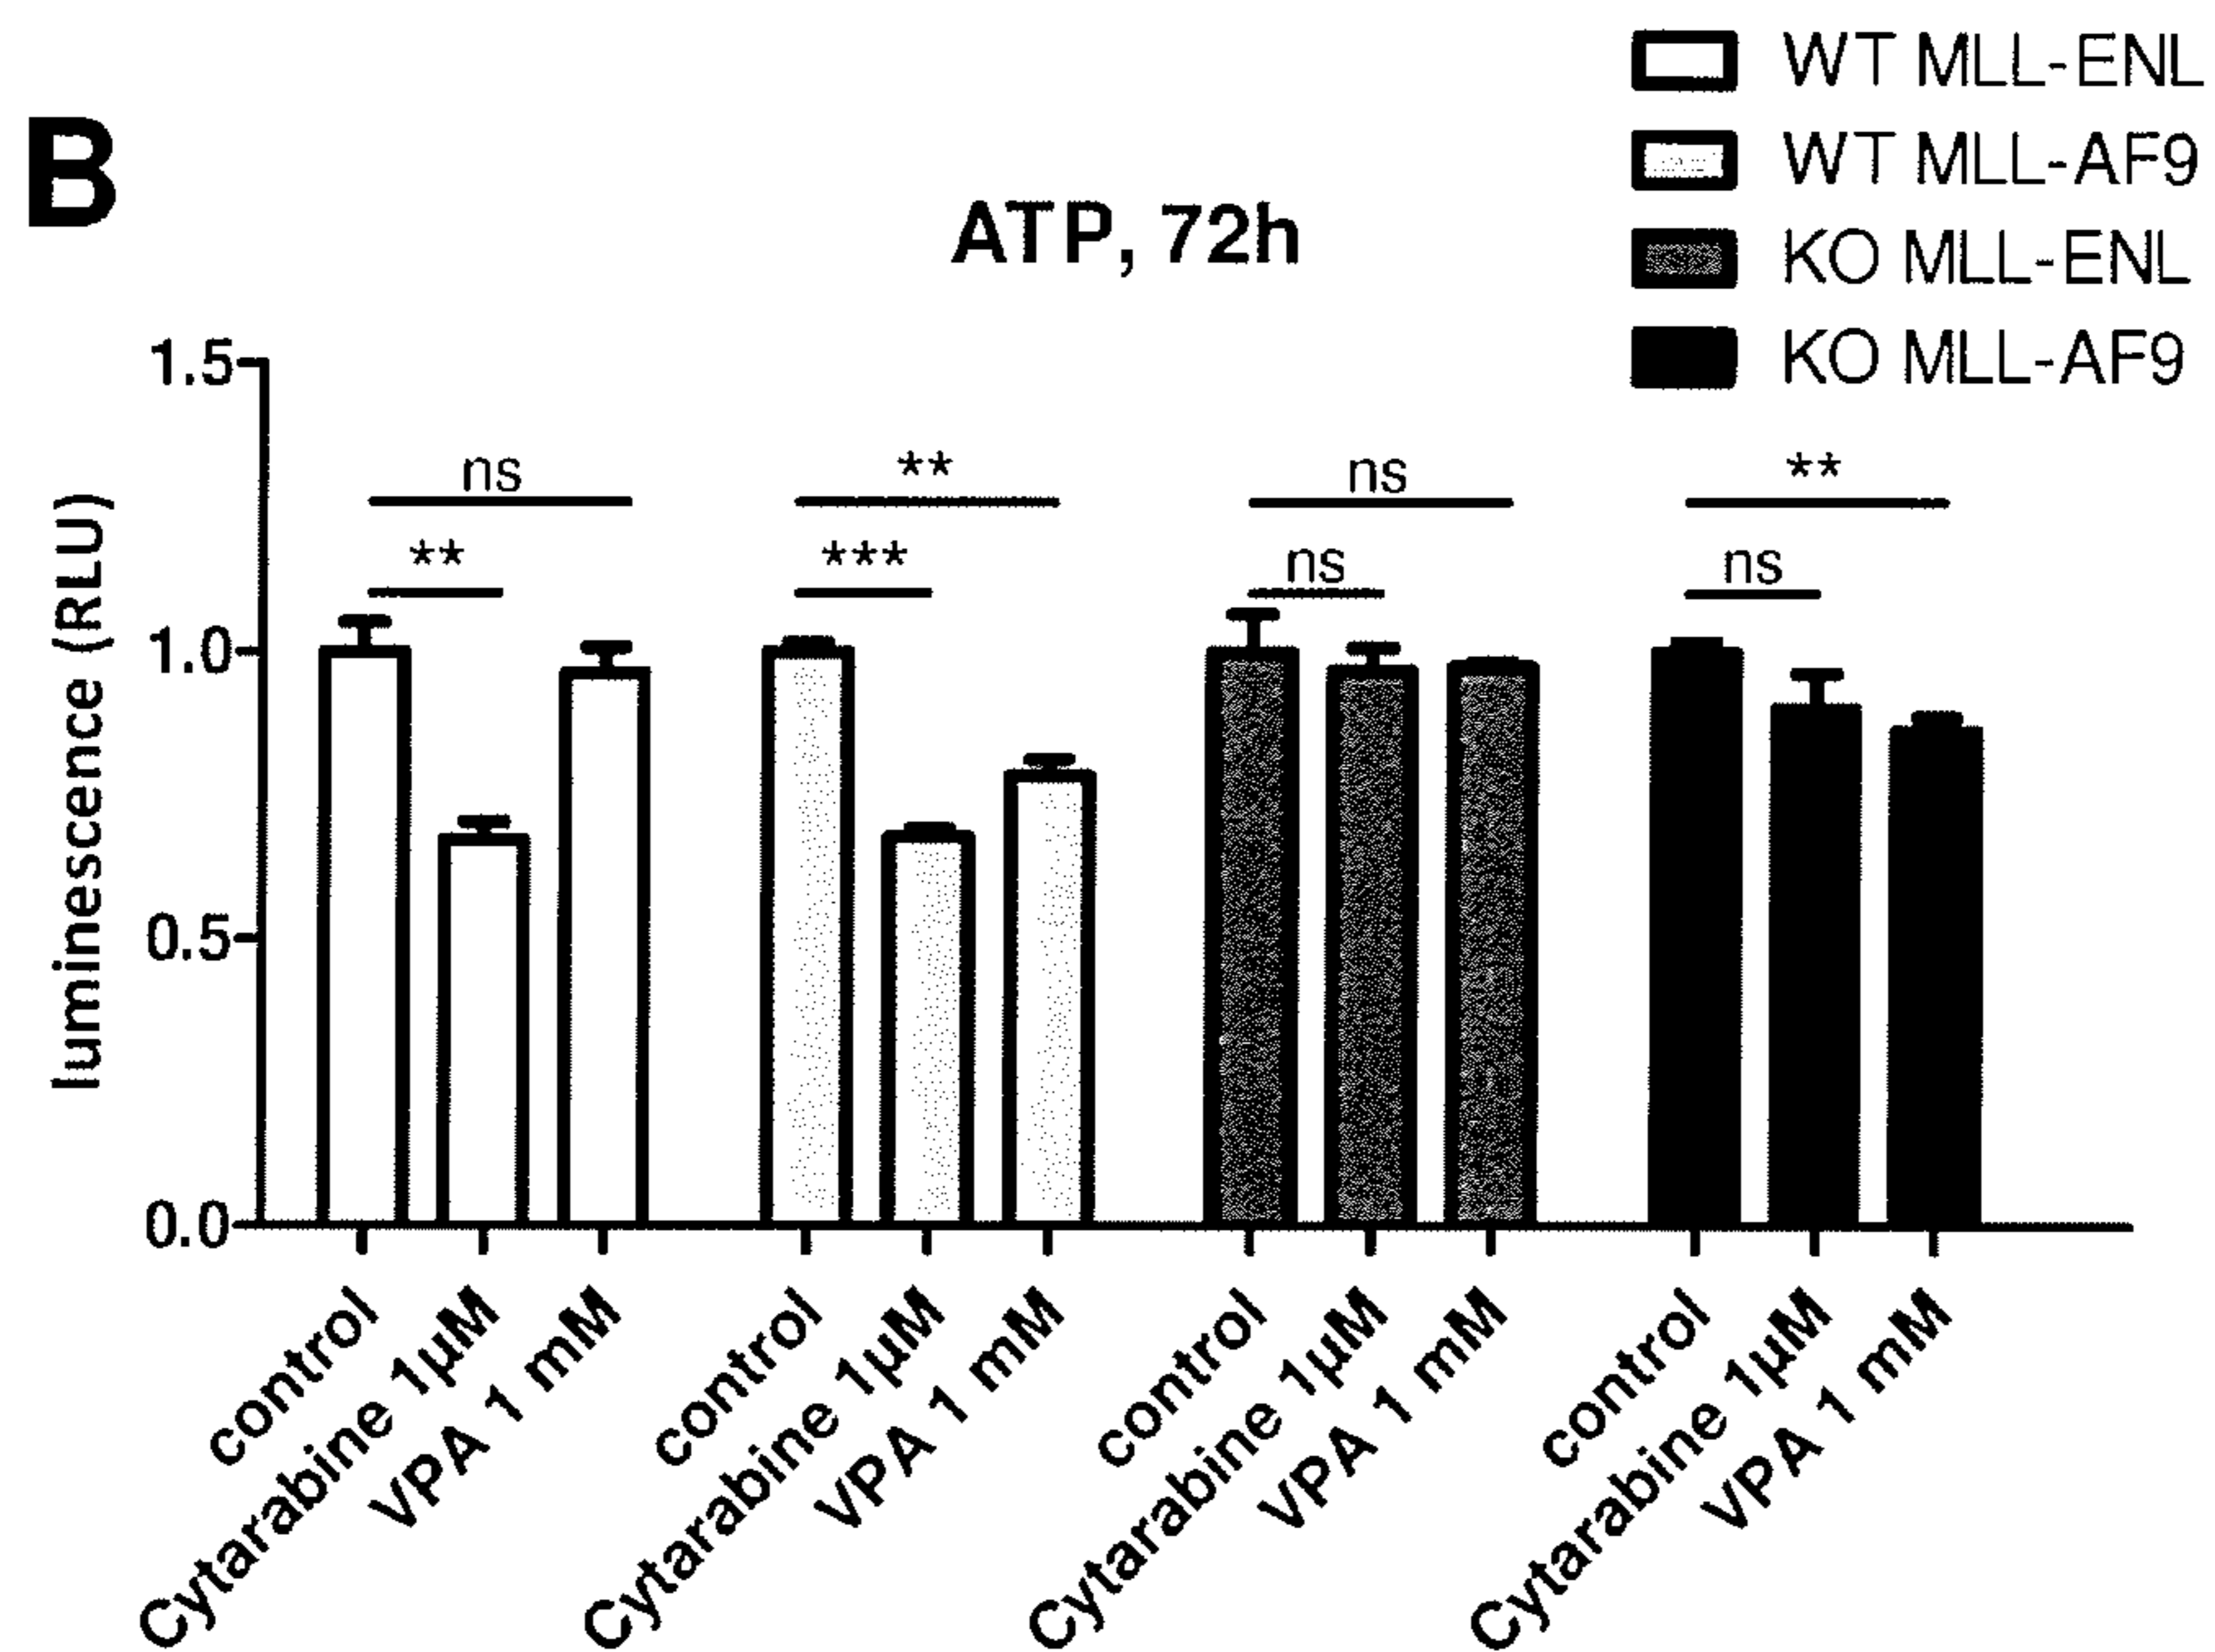 B
ATP, 72h
WT MLL-ENL
WT MLL-AF9
KO MLL-ENL
KO MLL-AF9
luminescence (RLU)
1.5
1.0
0.5
0.0
ns
**
**
***
ns
ns
**
ns
control
Cytarabine 1µM
VPA 1 mM
control
Cytarabine 1µM
VPA 1 mM
control
Cytarabine 1µM
VPA 1 mM
control
Cytarabine 1µM
VPA 1 mM